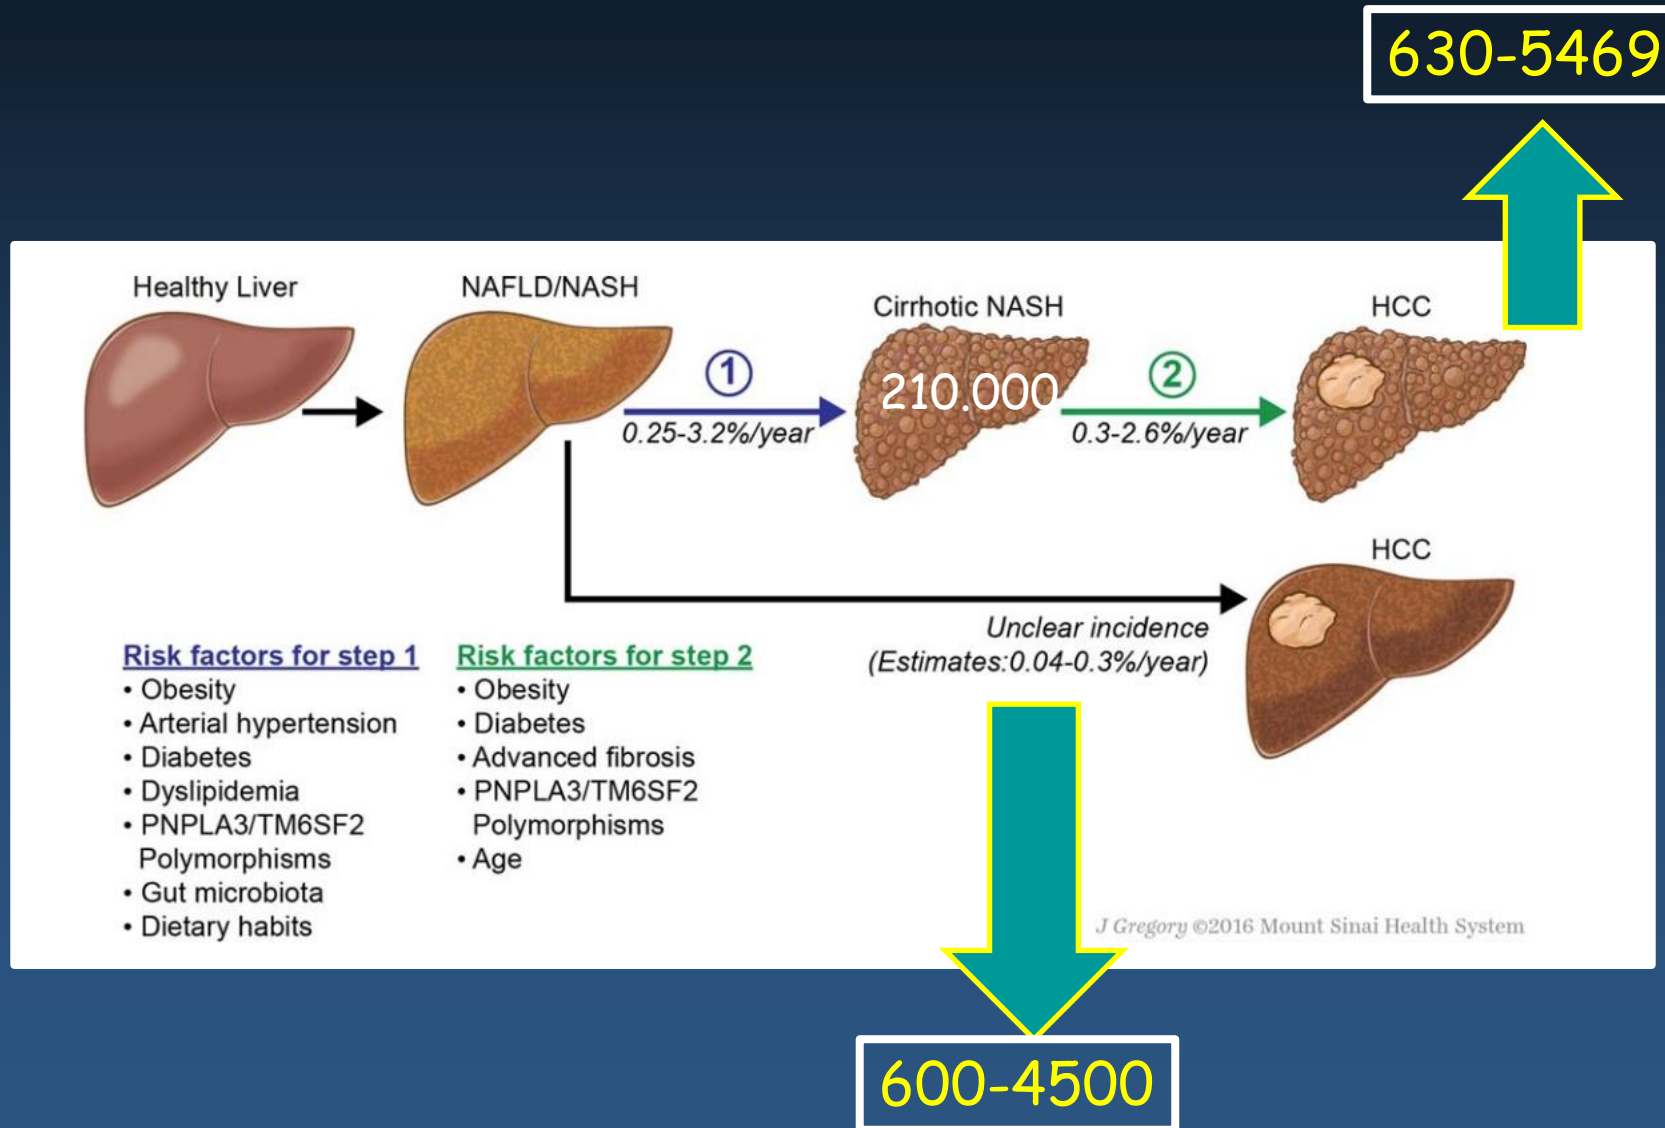 630-5469
Healthy Liver
NAFLD/NASH
Cirrhotic NASH
HCC
1
0.25-3.2%/year
210.000
2
0.3-2.6%/year
HCC
Unclear incidence
(Estimates:0.04-0.3%/year)
Risk factors for step 1
• Obesity
• Arterial hypertension
• Diabetes
• Dyslipidemia
• PNPLA3/TM6SF2
Polymorphisms
• Gut microbiota
• Dietary habits
Risk factors for step 2
• Obesity
• Diabetes
• Advanced fibrosis
• PNPLA3/TM6SF2
Polymorphisms
• Age
J Gregory ©2016 Mount Sinai Health System
600-4500